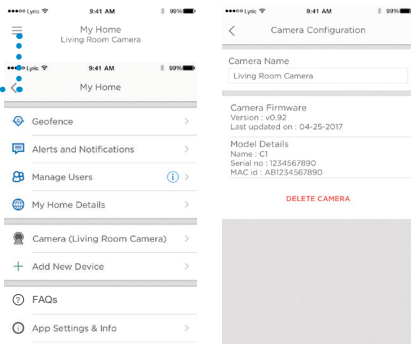 Lyric 9:41 AM 99%
My Home
Living Room Camera
Lyric 9:41 AM 99%
My Home
Geofence
Alerts and Notifications
Manage Users
My Home Details
Camera (Living Room Camera)
Add New Device
FAQs
App Settings & Info
Lyric 9:41 AM 99%
Camera Configuration
Camera Name
Living Room Camera
Camera Firmware
Version : v0.92
Last updated on : 04-25-2017
Model Details
Name : C1
Serial no : 1234567890
MAC id : AB1234567890
DELETE CAMERA